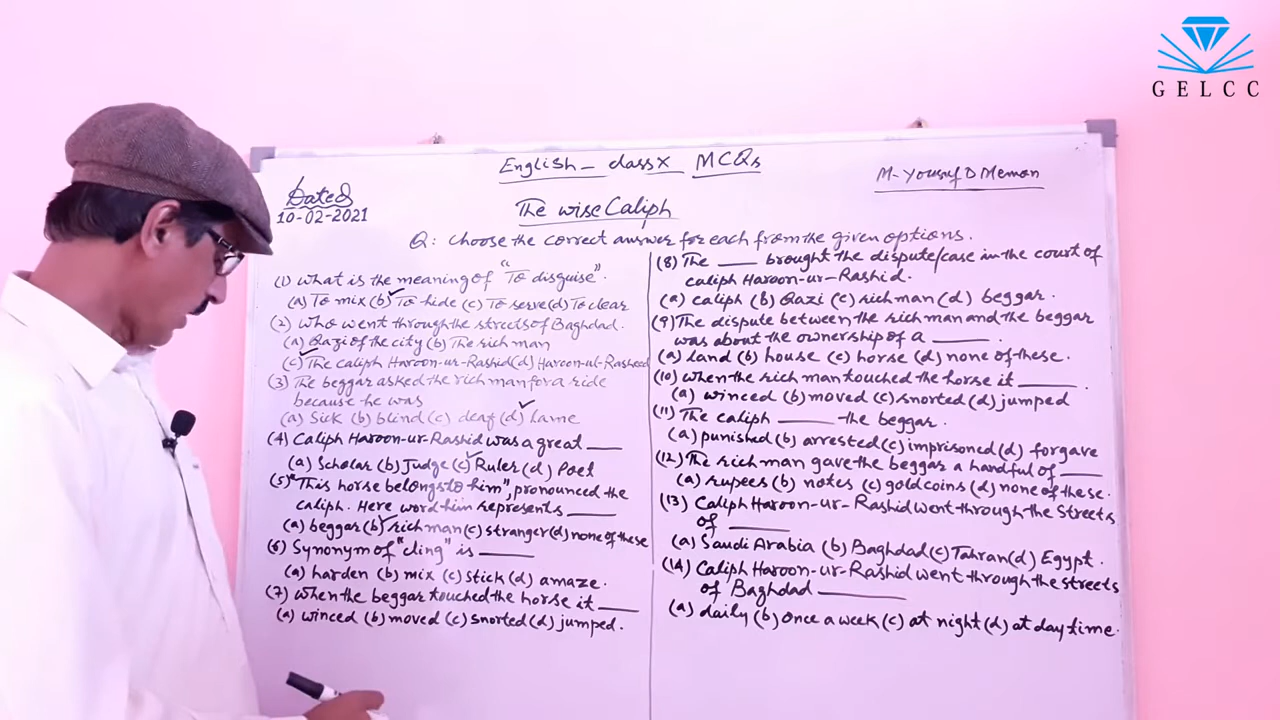 GELCC
English - class X MCQs
M-Yousuf D Memon
Dated
10-02-2021
The wise Caliph
Q: Choose the correct answer for each from the given options.
(1) What is the meaning of "To disguise".
(a) To mix (b) To hide (c) To serve (d) To clear
(2) Who went through the streets of Baghdad.
(a) Qazi of the city (b) The rich man
(c) The caliph Haroon-ur-Rashid (d) Haroon-ul-Rasheed
(3) The beggar asked the rich man for a ride
because he was
(a) Sick (b) blind (c) deaf (d) lame
(4) Caliph Haroon-ur-Rashid was a great ___
(a) Scholar (b) Judge (c) Ruler (d) Poet
(5) "This horse belongs to him", pronounced the
caliph. Here word him represents ____
(a) beggar (b) rich man (c) stranger (d) none of these
(6) Synonym of "cling" is ____
(a) harden (b) mix (c) stick (d) amaze.
(7) When the beggar touched the horse it ____
(a) winced (b) moved (c) snorted (d) jumped.
(8) The ____ brought the dispute/case in the court of
caliph Haroon-ur-Rashid.
(a) caliph (b) Qazi (c) rich man (d) beggar.
(9) The dispute between the rich man and the beggar
was about the ownership of a ____.
(a) land (b) house (c) horse (d) none of these.
(10) when the rich man touched the horse it ____.
(a) winced (b) moved (c) snorted (d) jumped
(11) The caliph ____ the beggar.
(a) punished (b) arrested (c) imprisoned (d) forgave
(12) The rich man gave the beggar a handful of ____
(a) rupees (b) notes (c) gold coins (d) none of these.
(13) Caliph Haroon-ur-Rashid went through the Streets
of ____
(a) Saudi Arabia (b) Baghdad (c) Tahran (d) Egypt.
(14) Caliph Haroon-ur-Rashid went through the streets
of Baghdad ____
(a) daily (b) Once a week (c) at night (d) at day time.